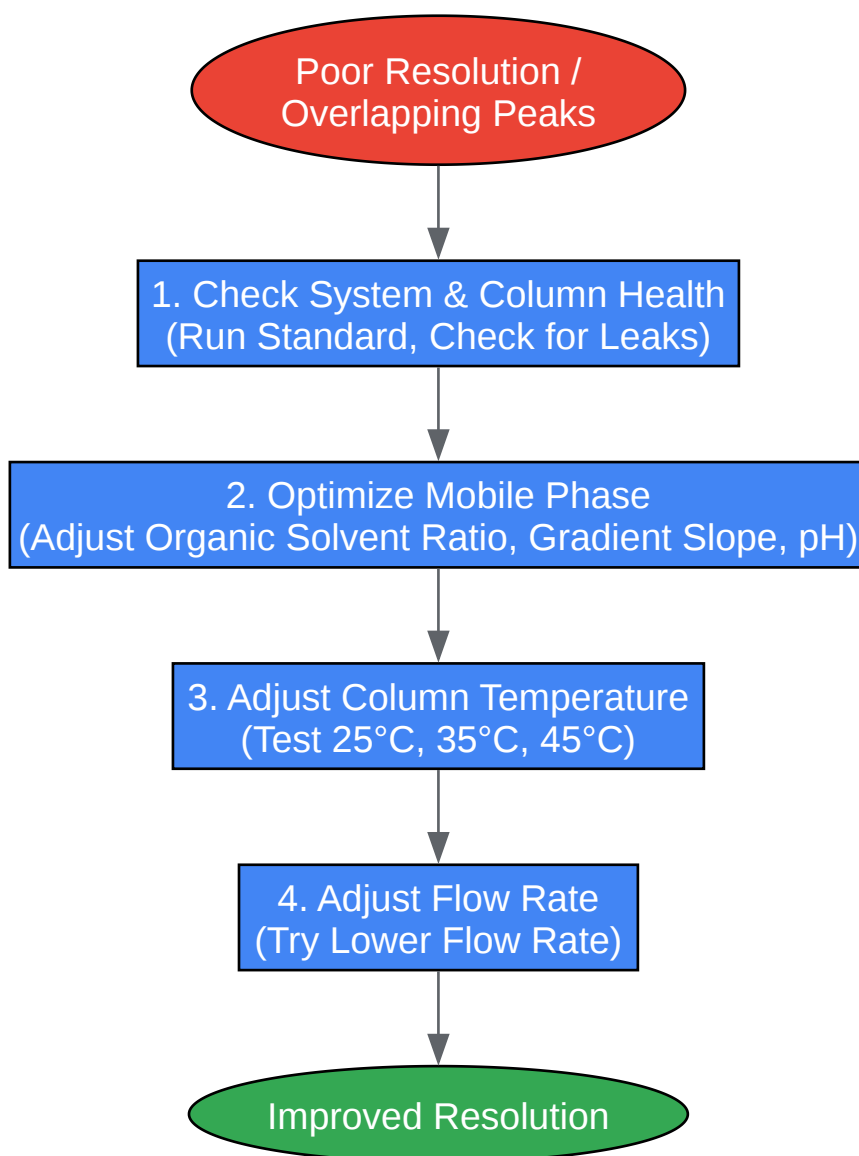 Poor Resolution /
Overlapping Peaks
1. Check System & Column Health
(Run Standard, Check for Leaks)
2. Optimize Mobile Phase
(Adjust Organic Solvent Ratio, Gradient Slope, pH)
3. Adjust Column Temperature
(Test 25°C, 35°C, 45°C)
4. Adjust Flow Rate
(Try Lower Flow Rate)
Improved Resolution